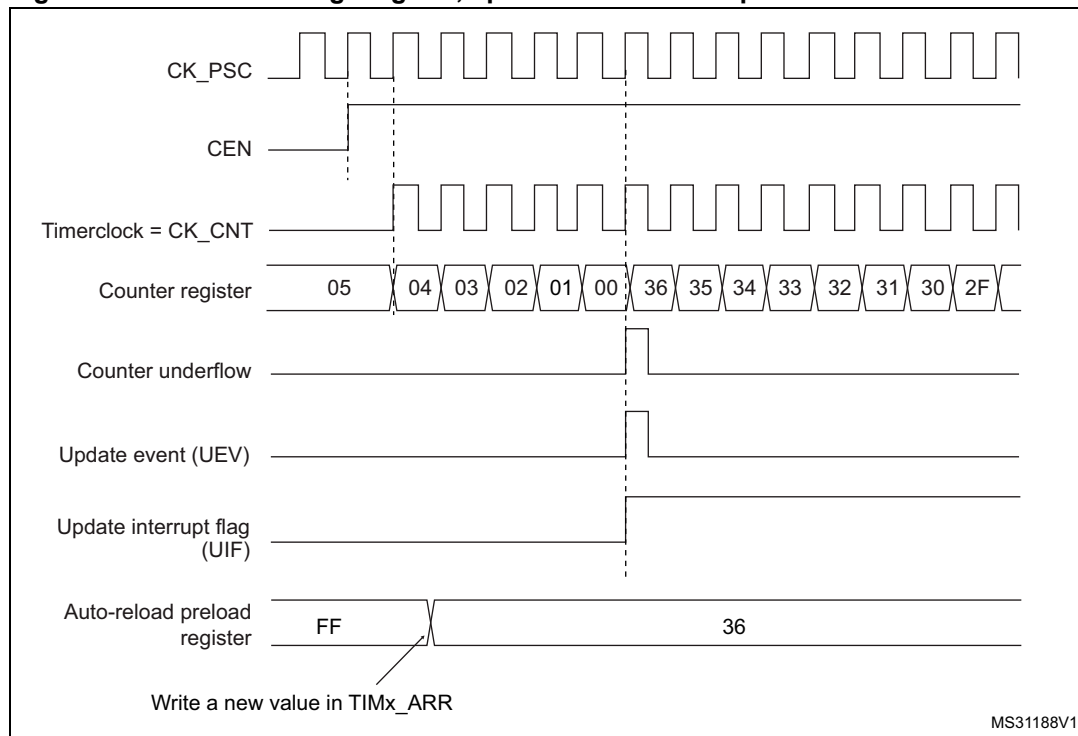 CK_PSC
CEN
Timerclock = CK_CNT
Counter register 05 04 03 02 01 00 36 35 34 33 32 31 30 2F
Counter underflow
Update event (UEV)
Update interrupt flag
(UIF)
Auto-reload preload
register FF 36
Write a new value in TIMx_ARR
MS31188V1